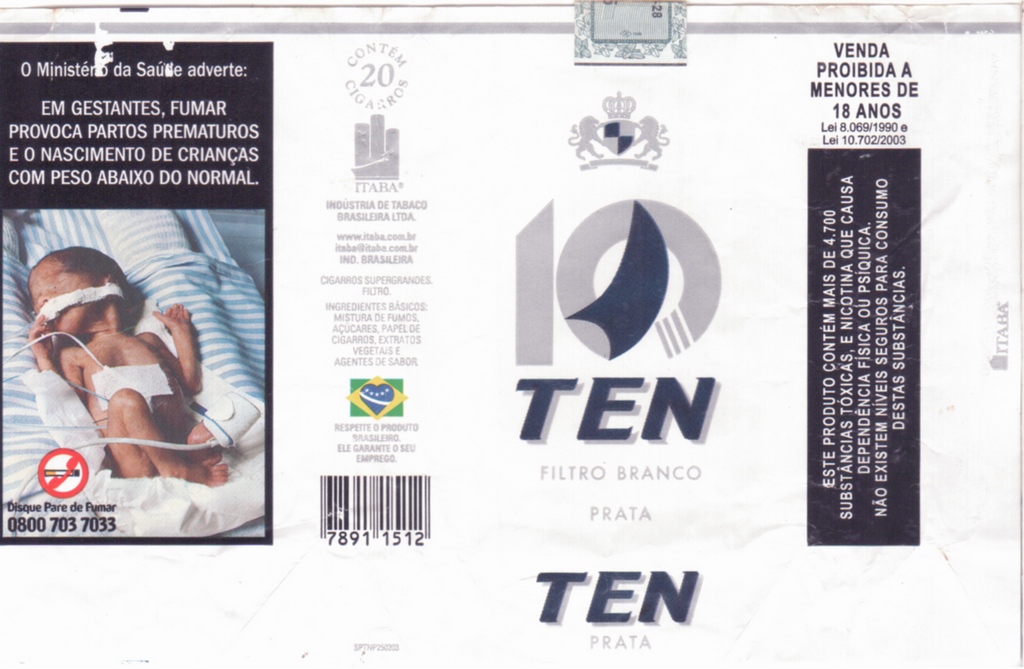 O Ministério da Saúde adverte:
EM GESTANTES, FUMAR
PROVOCA PARTOS PREMATUROS
E O NASCIMENTO DE CRIANÇAS
COM PESO ABAIXO DO NORMAL.
Disque Pare de Fumar
0800 703 7033
CONTÉM
20
CIGARROS
ITABA®
INDÚSTRIA DE TABACO
BRASILEIRA LTDA.
www.itaba.com.br
itaba@itaba.com.br
IND. BRASILEIRA
CIGARROS SUPERGRANDES.
FILTRO.
INGREDIENTES BÁSICOS:
MISTURA DE FUMOS,
AÇÚCARES, PAPEL DE
CIGARROS, EXTRATOS
VEGETAIS E
AGENTES DE SABOR
RESPEITE O PRODUTO
BRASILEIRO.
ELE GARANTE O SEU
EMPREGO.
7891 1512
SPTNP250203
28
10
TEN
FILTRO BRANCO
PRATA
TEN
PRATA
VENDA
PROIBIDA A
MENORES DE
18 ANOS
Lei 8.069/1990 e
Lei 10.702/2003
ESTE PRODUTO CONTÉM MAIS DE 4.700
SUBSTÂNCIAS TÓXICAS, E NICOTINA QUE CAUSA
DEPENDÊNCIA FÍSICA OU PSÍQUICA.
NÃO EXISTEM NÍVEIS SEGUROS PARA CONSUMO
DESTAS SUBSTÂNCIAS.
ITABA